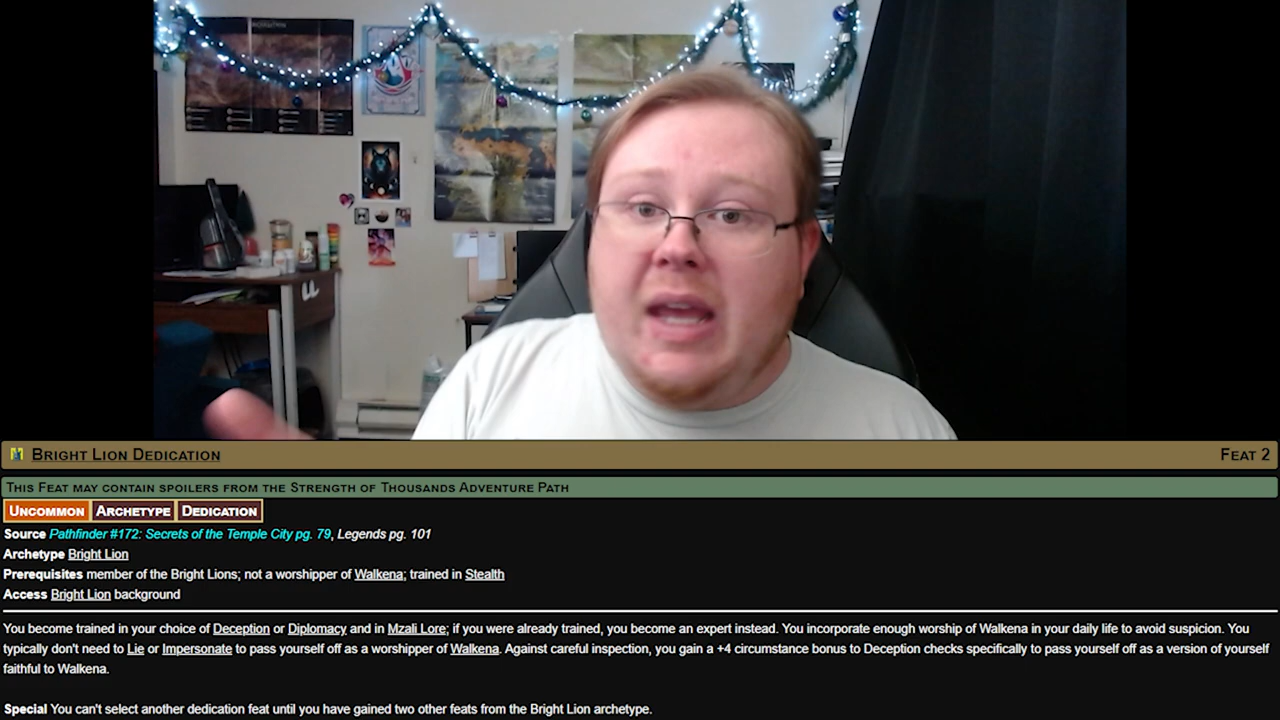 BRIGHT LION DEDICATION FEAT 2
THIS FEAT MAY CONTAIN SPOILERS FROM THE STRENGTH OF THOUSANDS ADVENTURE PATH
UNCOMMON ARCHETYPE DEDICATION
Source Pathfinder #172: Secrets of the Temple City pg. 79, Legends pg. 101
Archetype Bright Lion
Prerequisites member of the Bright Lions; not a worshipper of Walkena; trained in Stealth
Access Bright Lion background
You become trained in your choice of Deception or Diplomacy and in Mzali Lore; if you were already trained, you become an expert instead. You incorporate enough worship of Walkena in your daily life to avoid suspicion. You
typically don't need to Lie or Impersonate to pass yourself off as a worshipper of Walkena. Against careful inspection, you gain a +4 circumstance bonus to Deception checks specifically to pass yourself off as a version of yourself
faithful to Walkena.
Special You can't select another dedication feat until you have gained two other feats from the Bright Lion archetype.